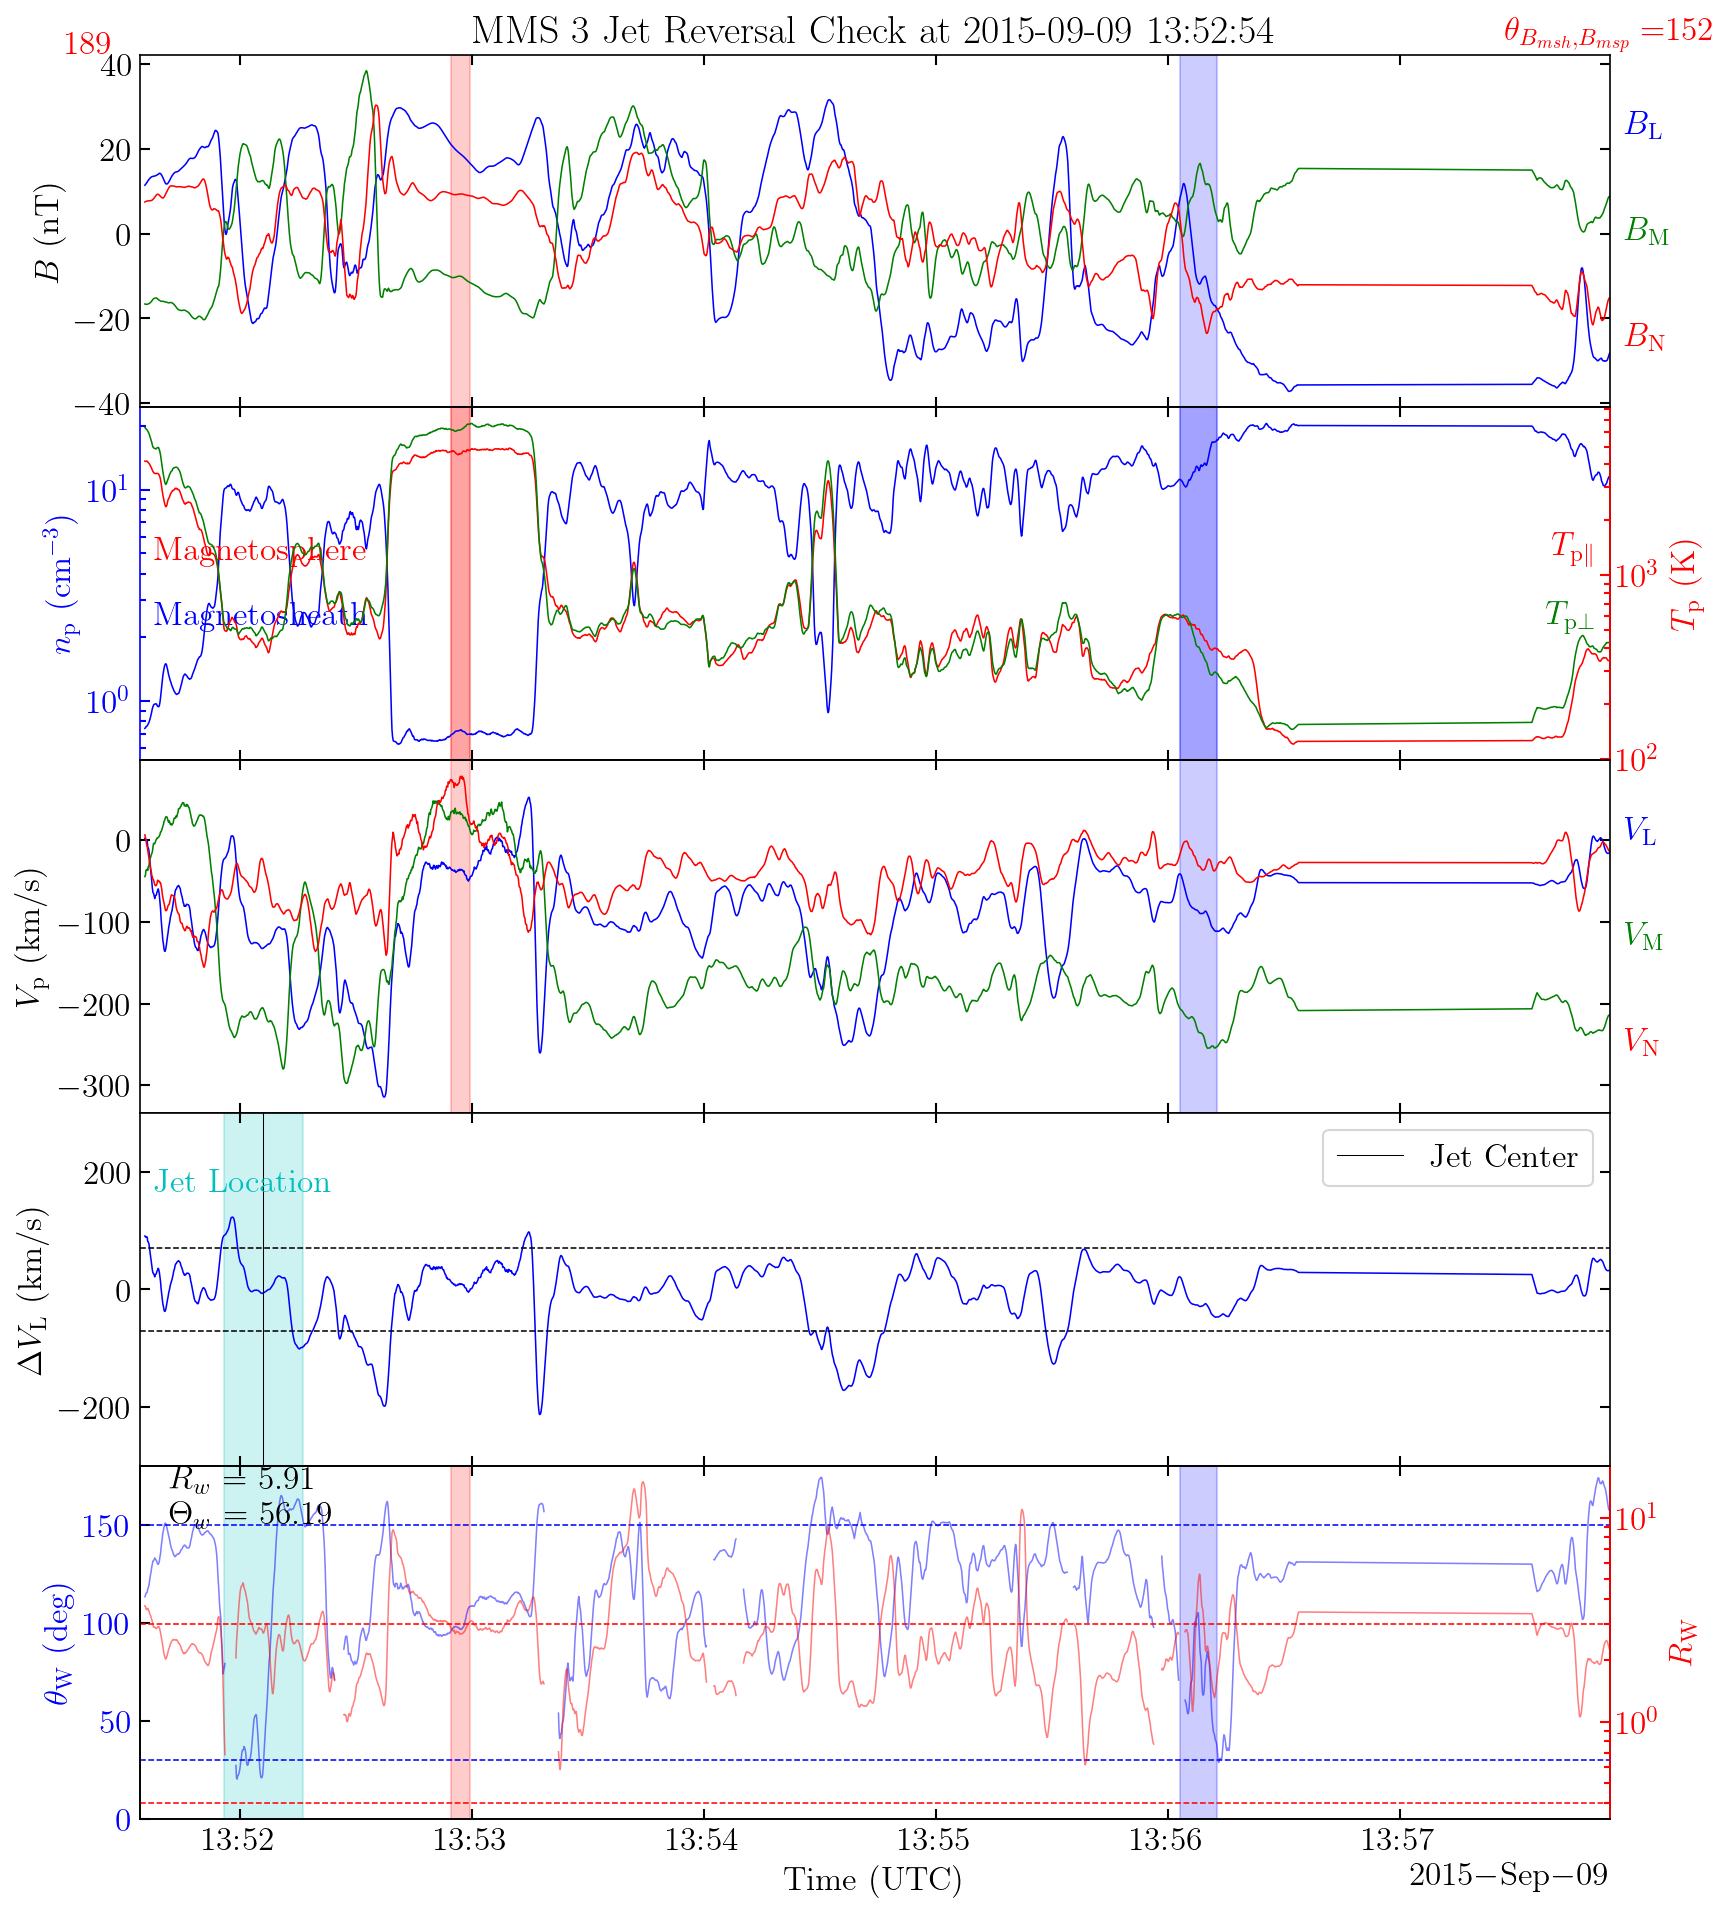 MMS 3 Jet Reversal Check at 2015-09-09 13:52:54
189
θ_{B_{msh},B_{msp}} =152
40
20
0
−20
−40
B (nT)
B_L
B_M
B_N
10^1
10^0
n_p (cm^{−3})
Magnetosphere
Magnetosheath
T_{p∥}
T_{p⊥}
10^3
10^2
T_p (K)
0
−100
−200
−300
V_p (km/s)
V_L
V_M
V_N
Jet Location
Jet Center
200
0
−200
ΔV_L (km/s)
R_w = 5.91
Θ_w = 56.19
150
100
50
0
θ_W (deg)
10^1
10^0
R_W
13:52 13:53 13:54 13:55 13:56 13:57
Time (UTC)
2015−Sep−09